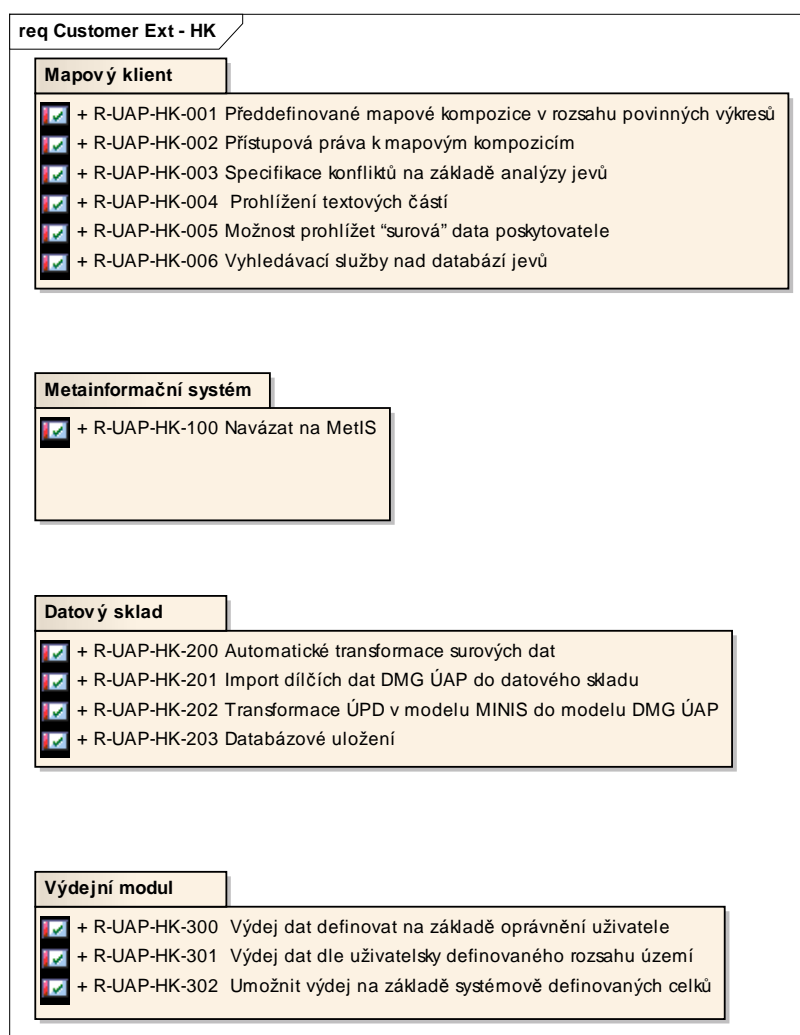 req Customer Ext - HK
Mapový klient
+ R-UAP-HK-001 Předdefinované mapové kompozice v rozsahu povinných výkresů
+ R-UAP-HK-002 Přístupová práva k mapovým kompozicím
+ R-UAP-HK-003 Specifikace konfliktů na základě analýzy jevů
+ R-UAP-HK-004 Prohlížení textových částí
+ R-UAP-HK-005 Možnost prohlížet “surová” data poskytovatele
+ R-UAP-HK-006 Vyhledávací služby nad databází jevů
Metainformační systém
+ R-UAP-HK-100 Navázat na MetIS
Datový sklad
+ R-UAP-HK-200 Automatické transformace surových dat
+ R-UAP-HK-201 Import dílčích dat DMG ÚAP do datového skladu
+ R-UAP-HK-202 Transformace ÚPD v modelu MINIS do modelu DMG ÚAP
+ R-UAP-HK-203 Databázové uložení
Výdejní modul
+ R-UAP-HK-300 Výdej dat definovat na základě oprávnění uživatele
+ R-UAP-HK-301 Výdej dat dle uživatelsky definovaného rozsahu území
+ R-UAP-HK-302 Umožnit výdej na základě systémově definovaných celků